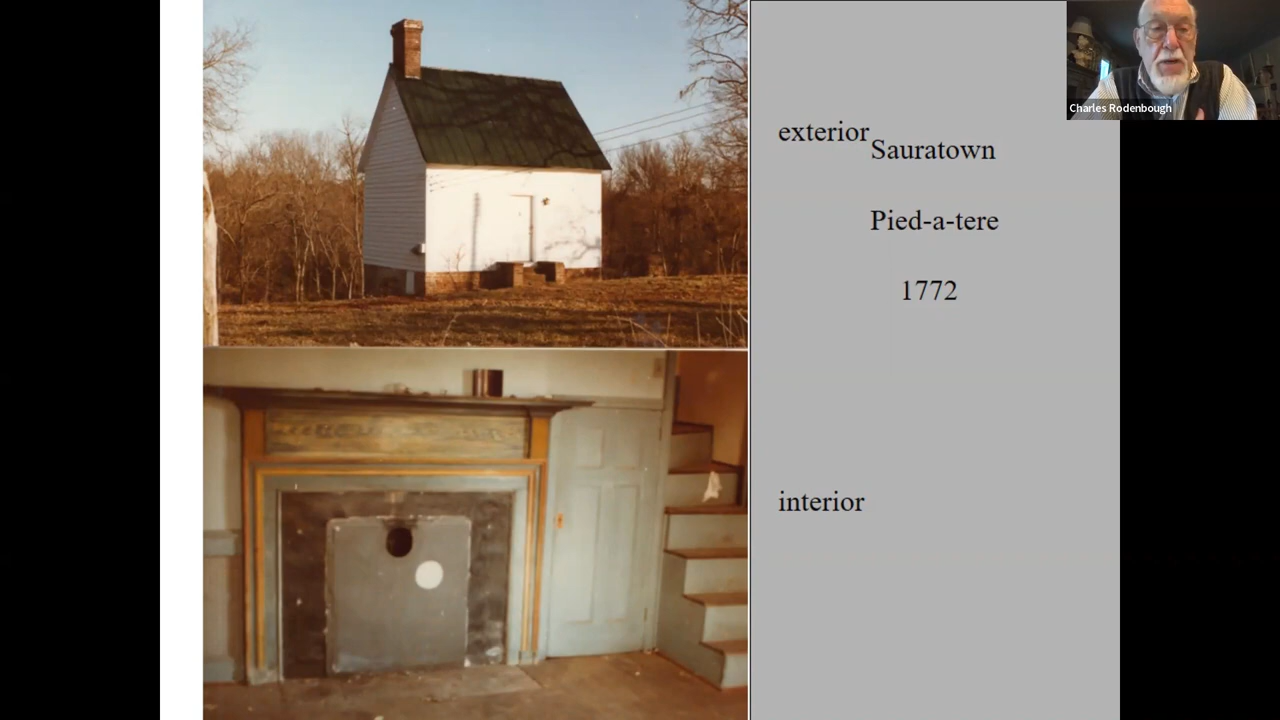 exterior
Sauratown
Pied-a-tere
1772
interior
Charles Rodenbough